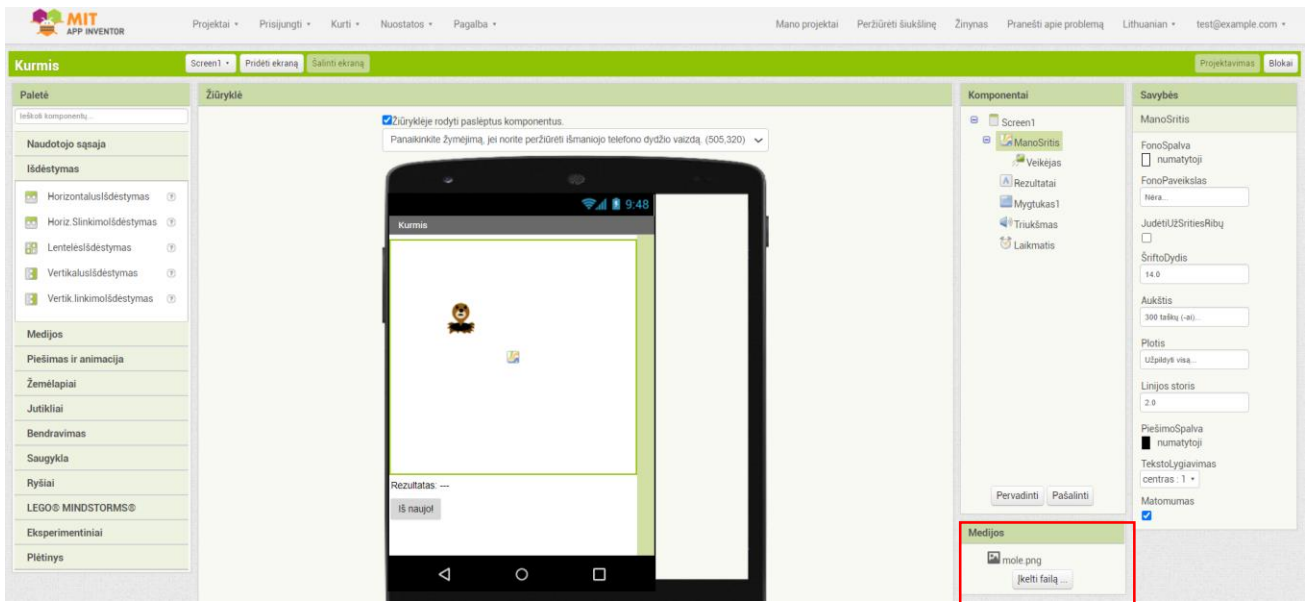 MIT
APP INVENTOR
Projektai
Prisijungti
Kurti
Nuostatos
Pagalba
Mano projektai
Peržiūrėti šiukšlinę
Žinynas
Pranešti apie problemą
Lithuanian
test@example.com
Kurmis
Screen1
Pridėti ekraną
Šalinti ekraną
Projektavimas
Blokai
Paletė
Ieškoti komponentų...
Naudotojo sąsaja
Išdėstymas
HorizontalusIšdėstymas
Horiz.SlinkimoIšdėstymas
LentelėsIšdėstymas
VertikalusIšdėstymas
Vertik.linkimoIšdėstymas
Medijos
Piešimas ir animacija
Žemėlapiai
Jutikliai
Bendravimas
Saugykla
Ryšiai
LEGO® MINDSTORMS®
Eksperimentiniai
Plėtinys
Žiūryklė
Žiūryklėje rodyti paslėptus komponentus.
Panaikinkite žymėjimą, jei norite peržiūrėti išmaniojo telefono dydžio vaizdą. (505,320)
9:48
Kurmis
Rezultatas: ---
Iš naujo!
Komponentai
Screen1
ManoSritis
Veikėjas
Rezultatai
Mygtukas1
Triukšmas
Laikmatis
Pervadinti
Pašalinti
Medijos
mole.png
Įkelti failą ...
Savybės
ManoSritis
FonoSpalva
numatytoji
FonoPaveikslas
Nėra...
JudėtiUžSritiesRibų
ŠriftoDydis
14.0
Aukštis
300 taškų (-ai)...
Plotis
Užpildyti visą...
Linijos storis
2.0
PiešimoSpalva
numatytoji
TekstoLygiavimas
centras : 1
Matomumas